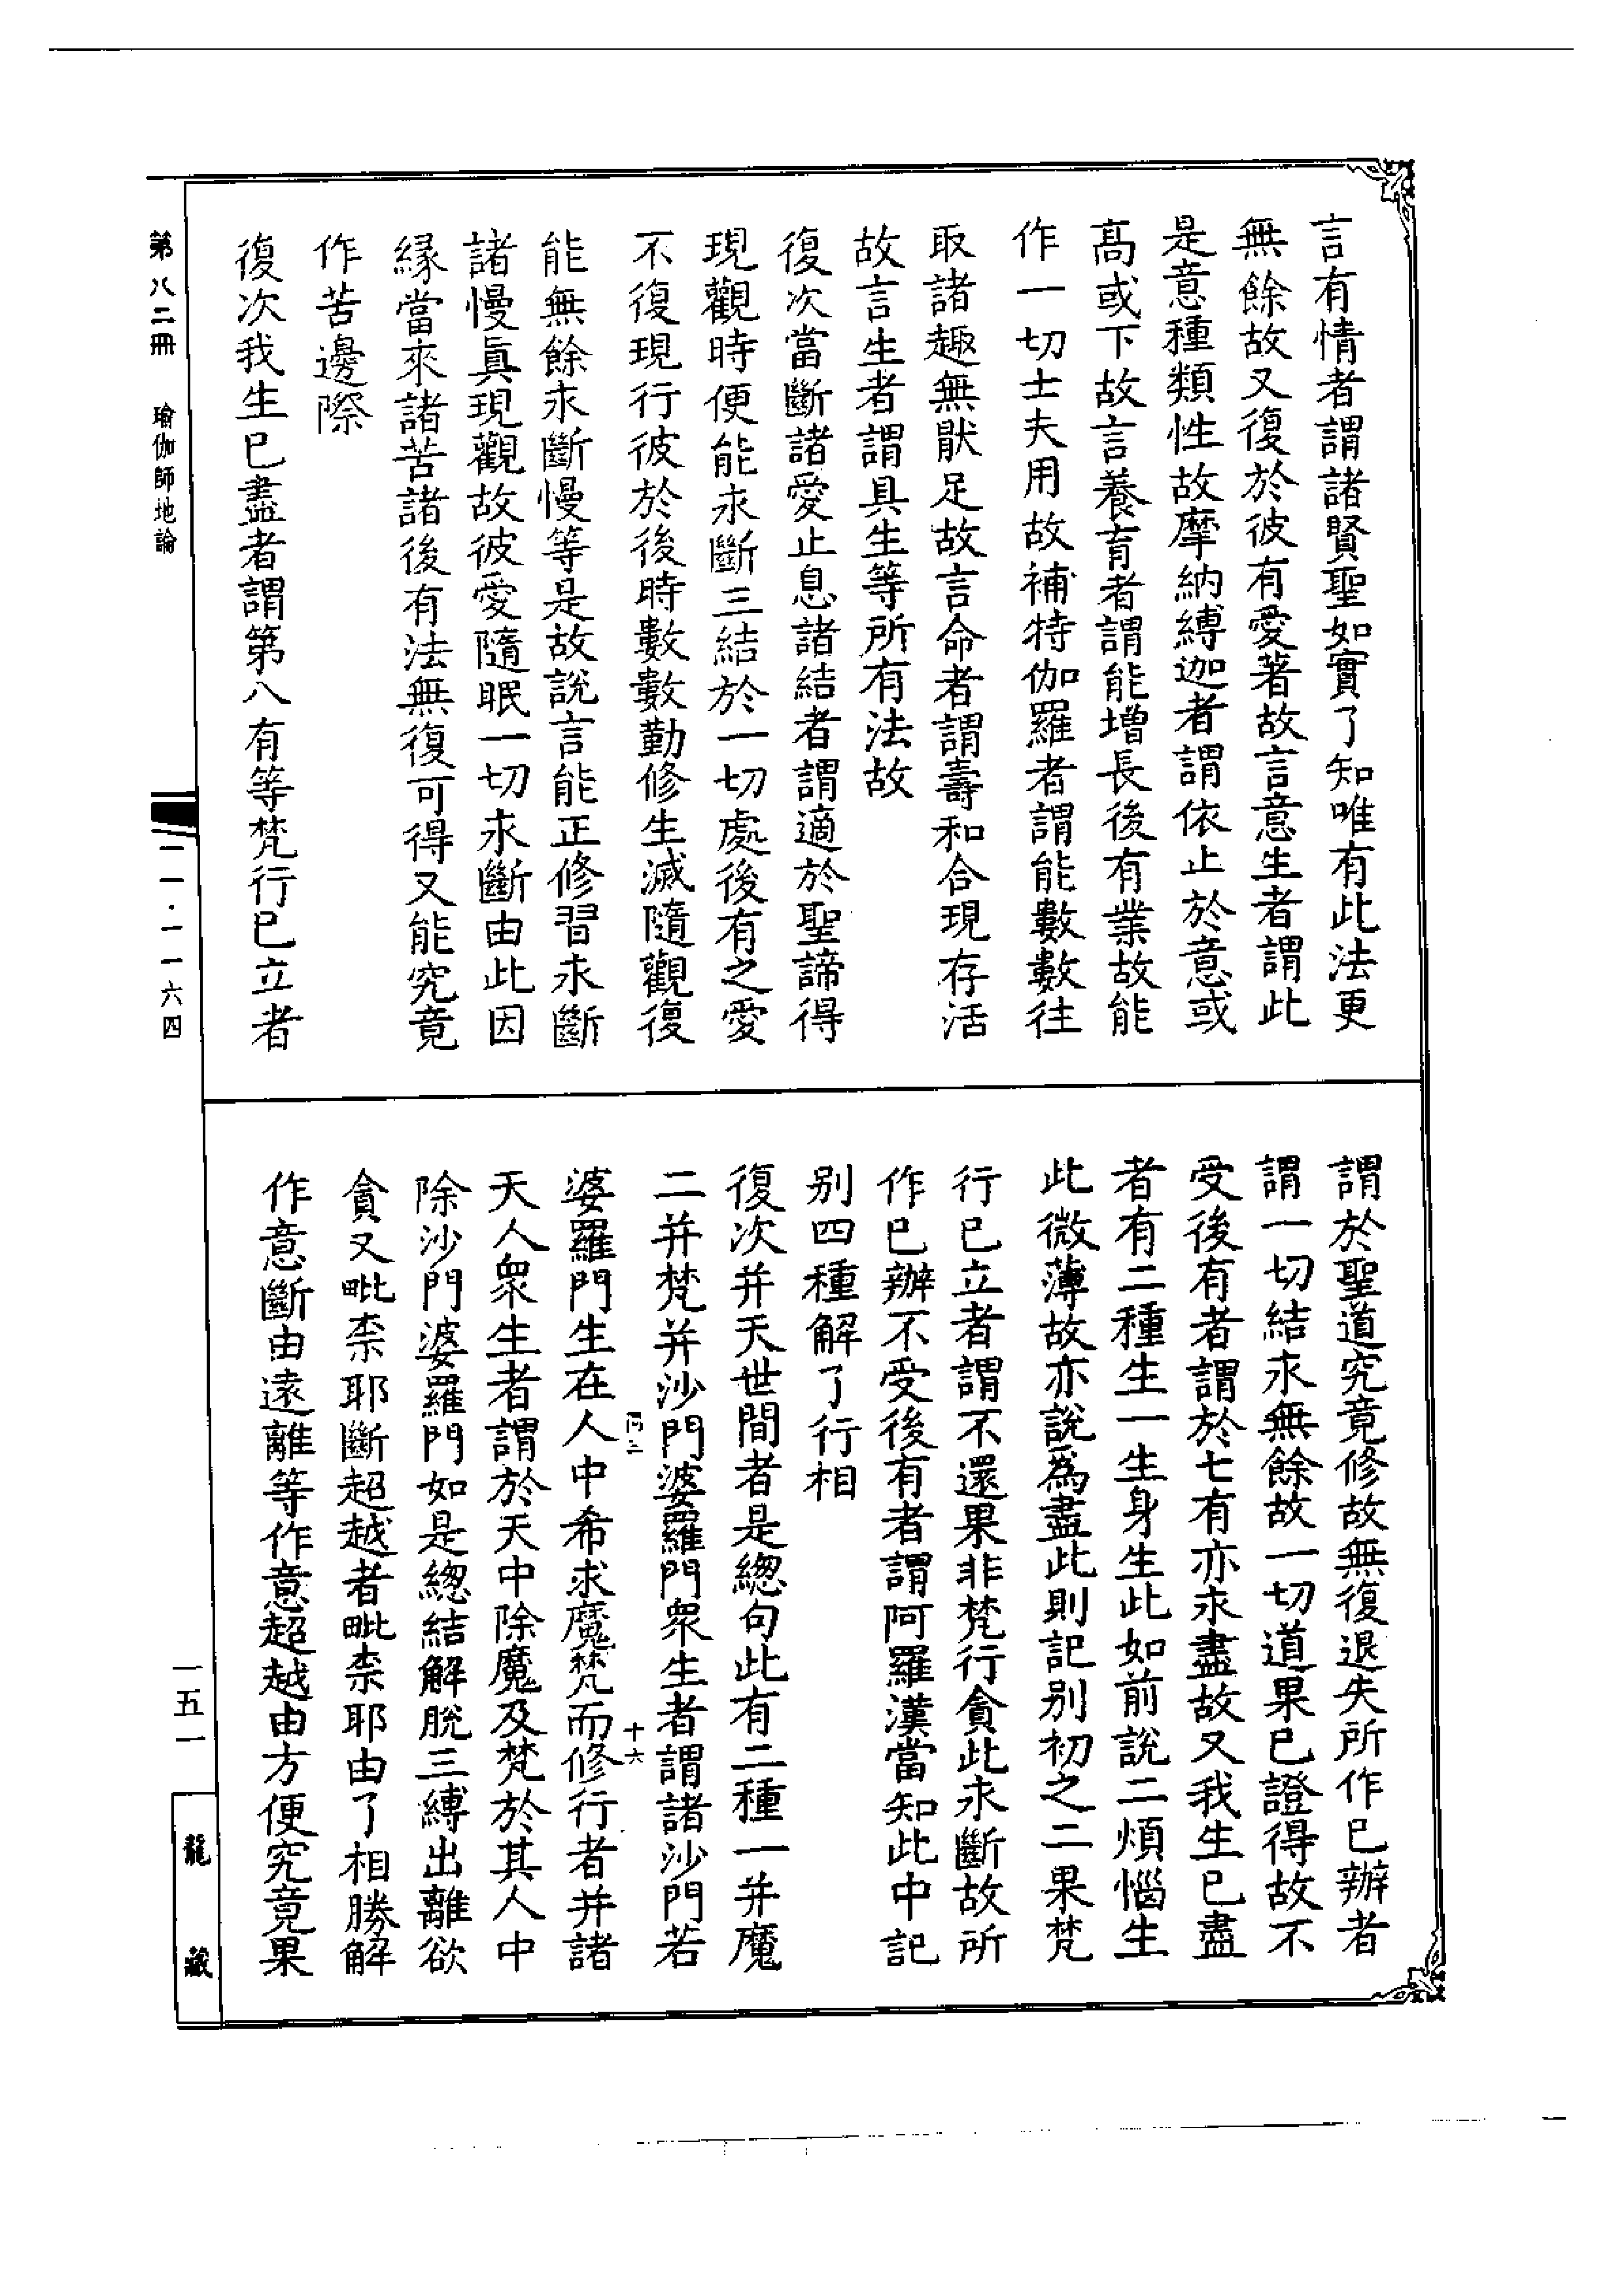 言有情者謂諸賢聖如實了知唯有此法更
無餘故又復於彼有愛著故言意生者謂此
是意種類性故摩納縛迦者謂依止於意或
高或下故言養育者謂能增長後有業故能
作一切士夫用故補特伽羅者謂能數數往
取諸趣無猒足故言命者謂壽和合現存活
故言生者謂具生等所有法故
復次當斷諸愛止息諸結者謂適於聖諦得
現觀時便能永斷三結於一切處後有之愛
不復現行彼於後時數數勤修生滅隨觀復
能無餘永斷慢等是故説言能正修習永斷
諸慢眞現觀故彼愛隨眠一切永斷由此因
緣當來諸苦諸後有法無復可得又能究竟
作苦邊際
復次我生已盡者謂第八有等梵行已立者
謂於聖道究竟修故無復退失所作已辦者
謂一切結永無餘故一切道果已證得故不
受後有者謂於七有亦永盡故又我生已盡
者有二種生一生身生此如前説二煩惱生
此微薄故亦説爲盡此則記别初之二果梵
行已立者謂不還果非梵行貪此永斷故所
作已辦不受後有者謂阿羅漢當知此中記
别四種解了行相
復次并天世間者是總句此有二種一并魔
二并梵并沙門婆羅門衆生者謂諸沙門若
婆羅門生在人中希求魔梵而修行者并諸
天人衆生者謂於天中除魔及梵於其人中
除沙門婆羅門如是總結解脫三縛出離欲
貪又毗柰耶斷超越者毗柰耶由了相勝解
作意斷由遠離等作意超越由方便究竟果
十六
第八二冊 瑜伽師地論
一一·一一六四
一五一
龍藏